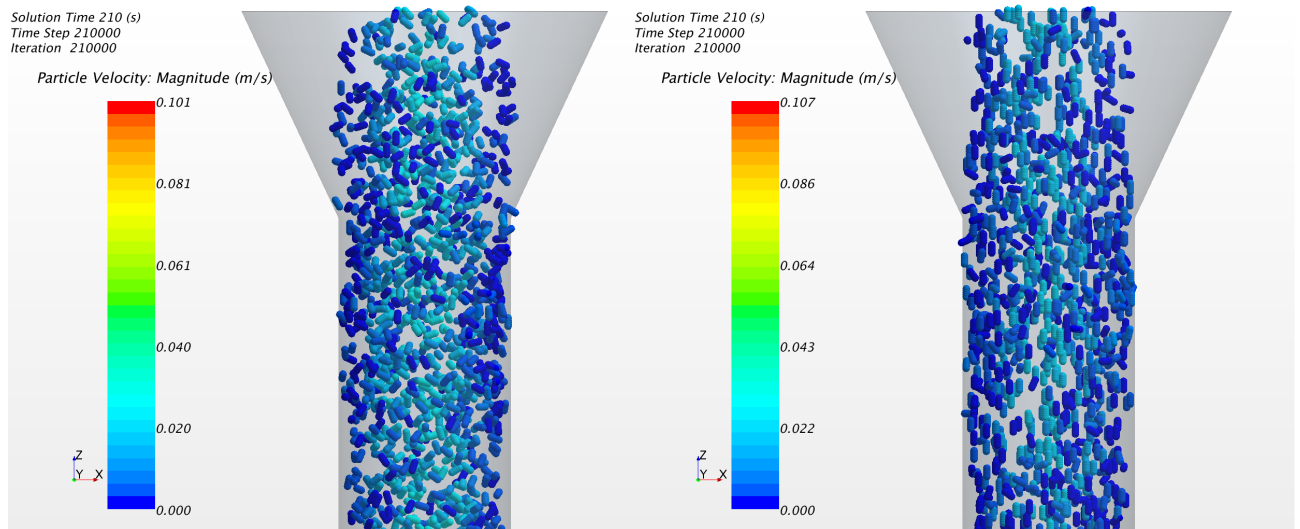 Solution Time 210 (s)
Time Step 210000
Iteration 210000
Particle Velocity: Magnitude (m/s)
0.101
0.081
0.061
0.040
0.020
0.000
Z
Y X
Solution Time 210 (s)
Time Step 210000
Iteration 210000
Particle Velocity: Magnitude (m/s)
0.107
0.086
0.064
0.043
0.022
0.000
Z
Y X